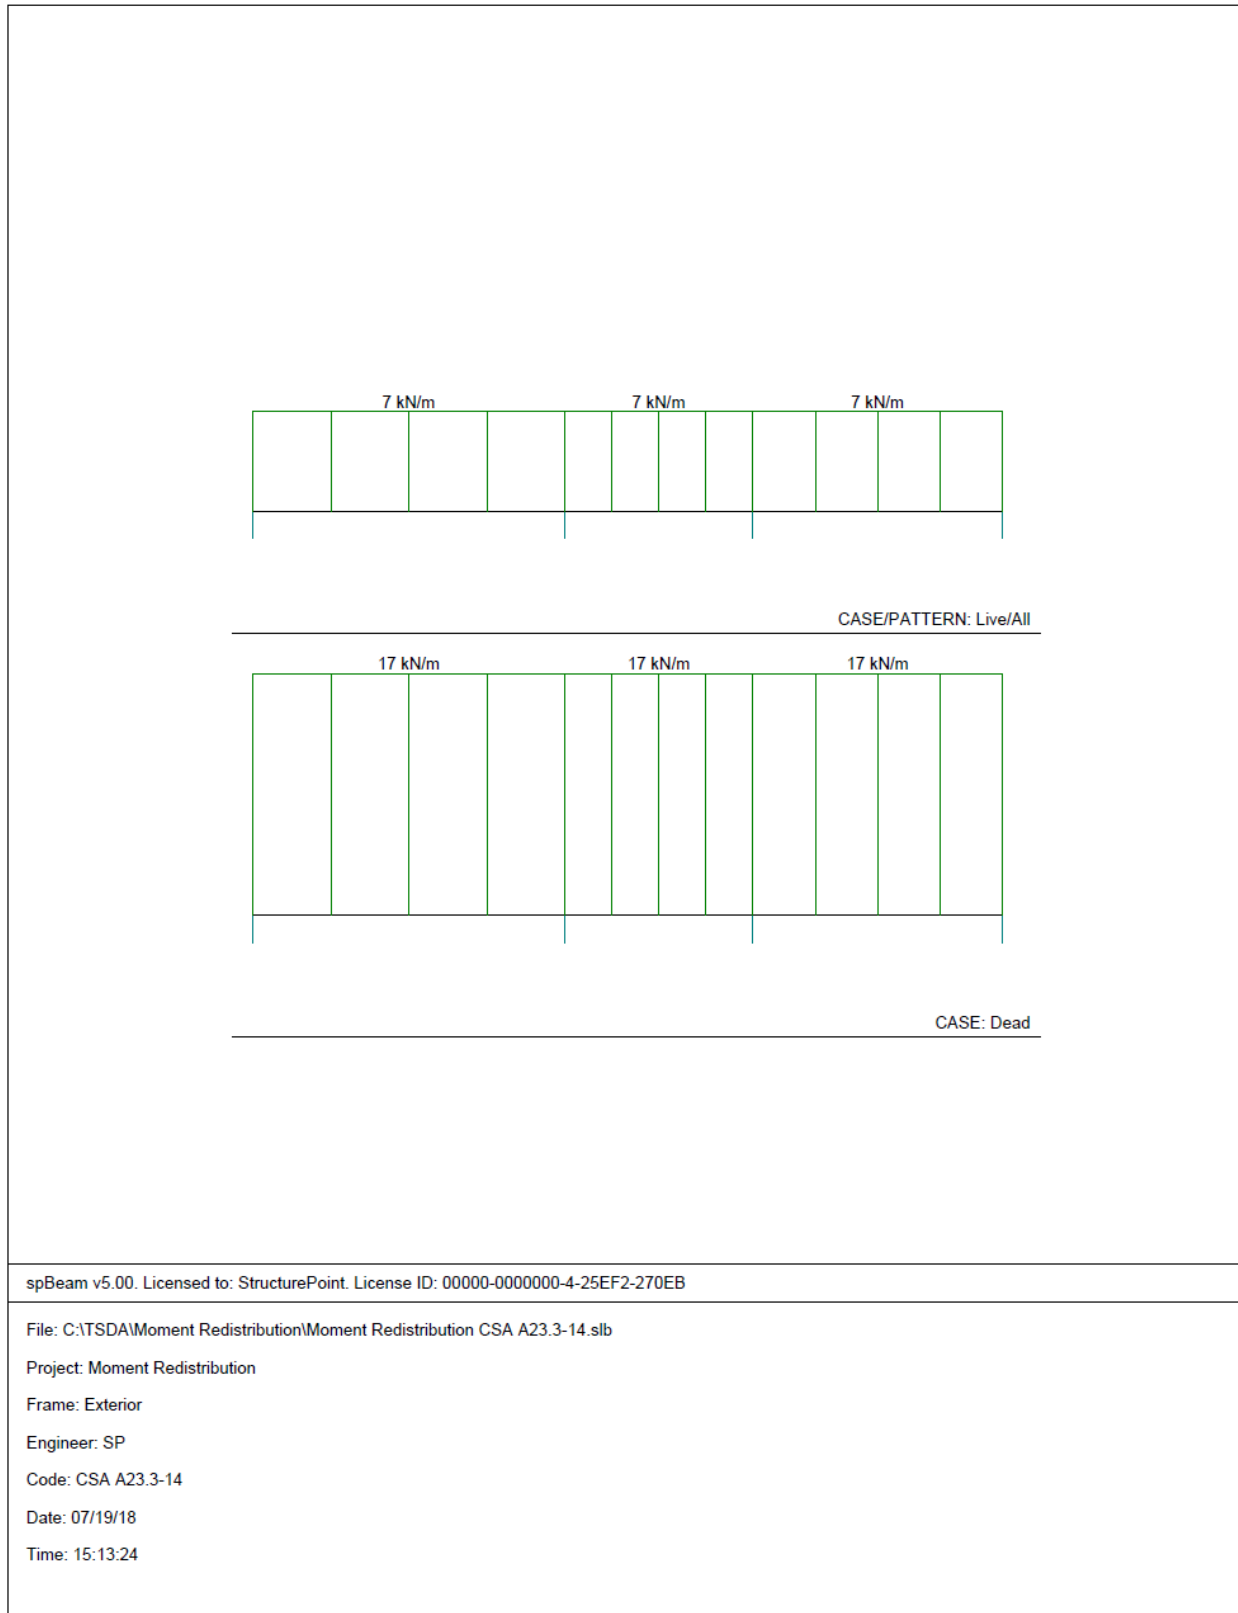 7 kN/m 7 kN/m 7 kN/m
CASE/PATTERN: Live/All
17 kN/m 17 kN/m 17 kN/m
CASE: Dead
spBeam v5.00. Licensed to: StructurePoint. License ID: 00000-0000000-4-25EF2-270EB
File: C:\TSDA\Moment Redistribution\Moment Redistribution CSA A23.3-14.slb
Project: Moment Redistribution
Frame: Exterior
Engineer: SP
Code: CSA A23.3-14
Date: 07/19/18
Time: 15:13:24